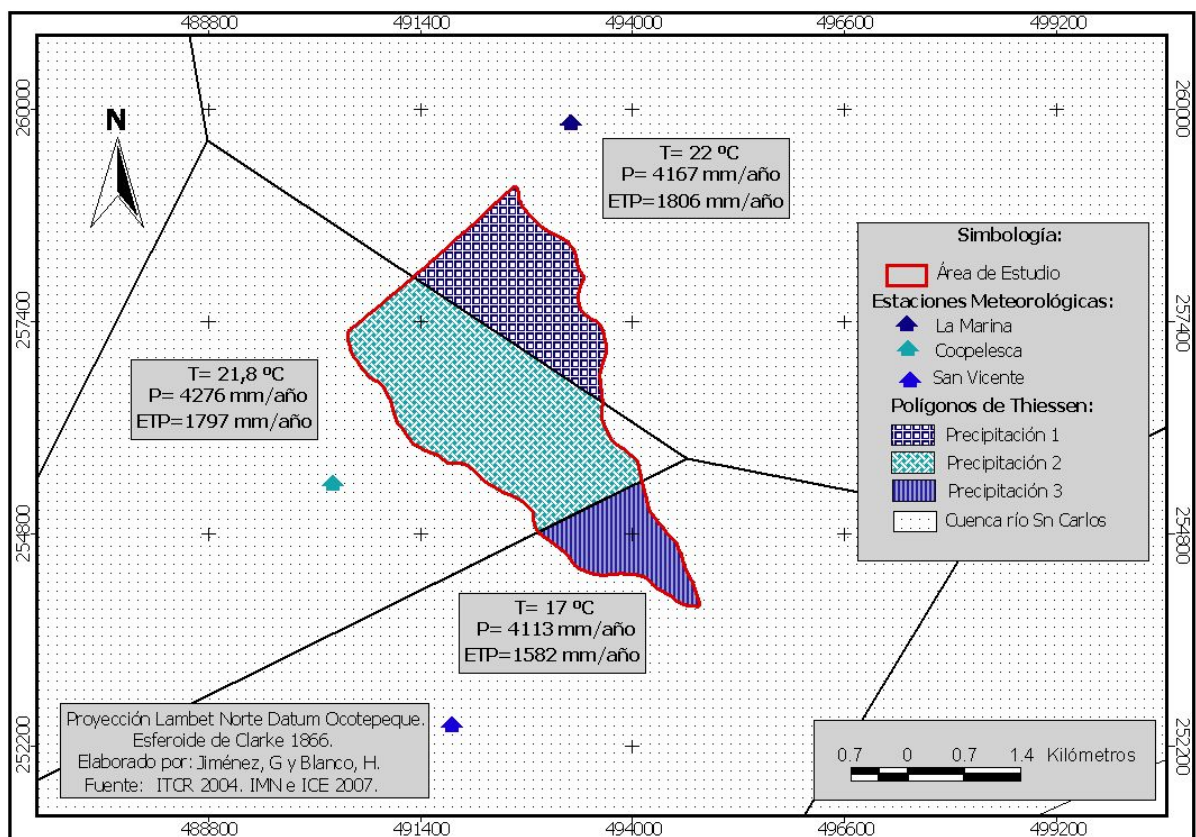 488800 491400 494000 496600 499200
260000 260000
N
T= 22 ºC
P= 4167 mm/año
ETP=1806 mm/año
Simbología:
Área de Estudio
Estaciones Meteorológicas:
La Marina
Coopelesca
San Vicente
Polígonos de Thiessen:
Precipitación 1
Precipitación 2
Precipitación 3
Cuenca río Sn Carlos
257400 257400
T= 21,8 ºC
P= 4276 mm/año
ETP=1797 mm/año
254800 254800
T= 17 ºC
P= 4113 mm/año
ETP=1582 mm/año
252200 252200
Proyección Lambet Norte Datum Ocotepeque.
Esferoide de Clarke 1866.
Elaborado por: Jiménez, G y Blanco, H.
Fuente: ITCR 2004. IMN e ICE 2007.
0.7 0 0.7 1.4 Kilómetros
488800 491400 494000 496600 499200